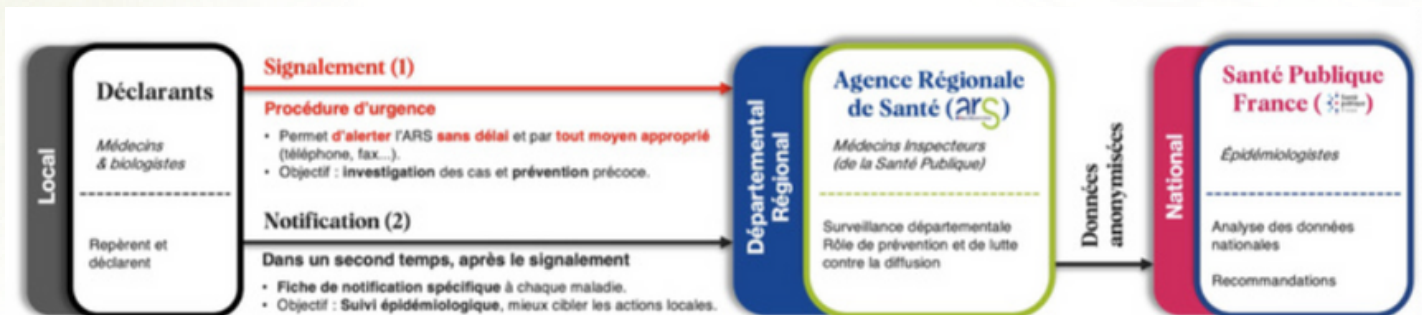 Local
Déclarants
Médecins
& biologistes
Repèrent et
déclarent
Signalement (1)
Procédure d'urgence
• Permet d'alerter l'ARS sans délai et par tout moyen approprié
(téléphone, fax...).
• Objectif : investigation des cas et prévention précoce.
Notification (2)
Dans un second temps, après le signalement
• Fiche de notification spécifique à chaque maladie.
• Objectif : Suivi épidémiologique, mieux cibler les actions locales.
Départemental
Régional
Agence Régionale
de Santé (ars)
Médecins Inspecteurs
(de la Santé Publique)
Surveillance départementale
Rôle de prévention et de lutte
contre la diffusion
Données
anonymisées
National
Santé Publique
France ( )
Épidémiologistes
Analyse des données
nationales
Recommandations